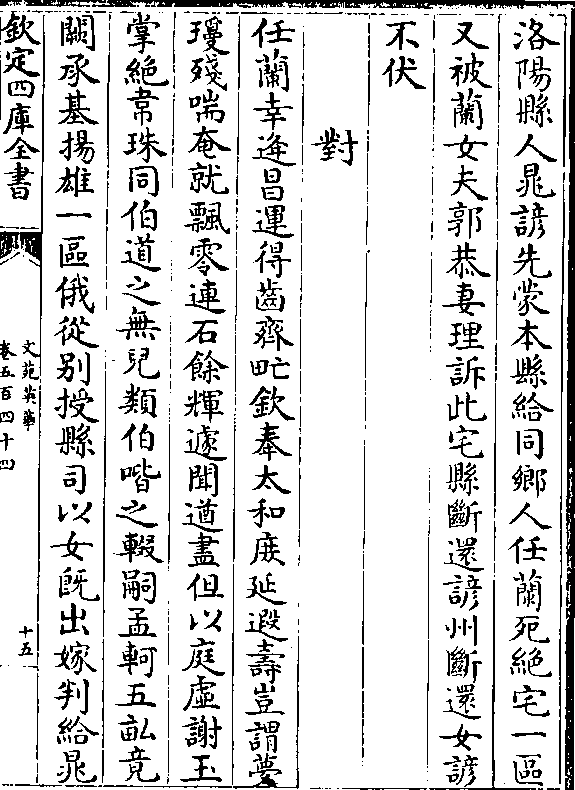 洛陽縣人晁諺先蒙本縣給同鄉人任蘭死絶宅一區
又被蘭女夫郭恭妻理訴此宅縣斷還諺州斷還女諺
不伏
對
任蘭幸逢昌運得齒齊甿欽奉太和庶延遐壽豈謂夢
瓊殘喘奄就飄零連石餘輝遽聞遒盡但以庭虛謝玉
掌絶韋珠同伯道之無兒類伯喈之輟嗣孟軻五畝竟
闕承基揚雄一區俄從别授縣司以女旣出嫁判給晁
欽定四庫全書
文苑英華
卷五百四十四
十五